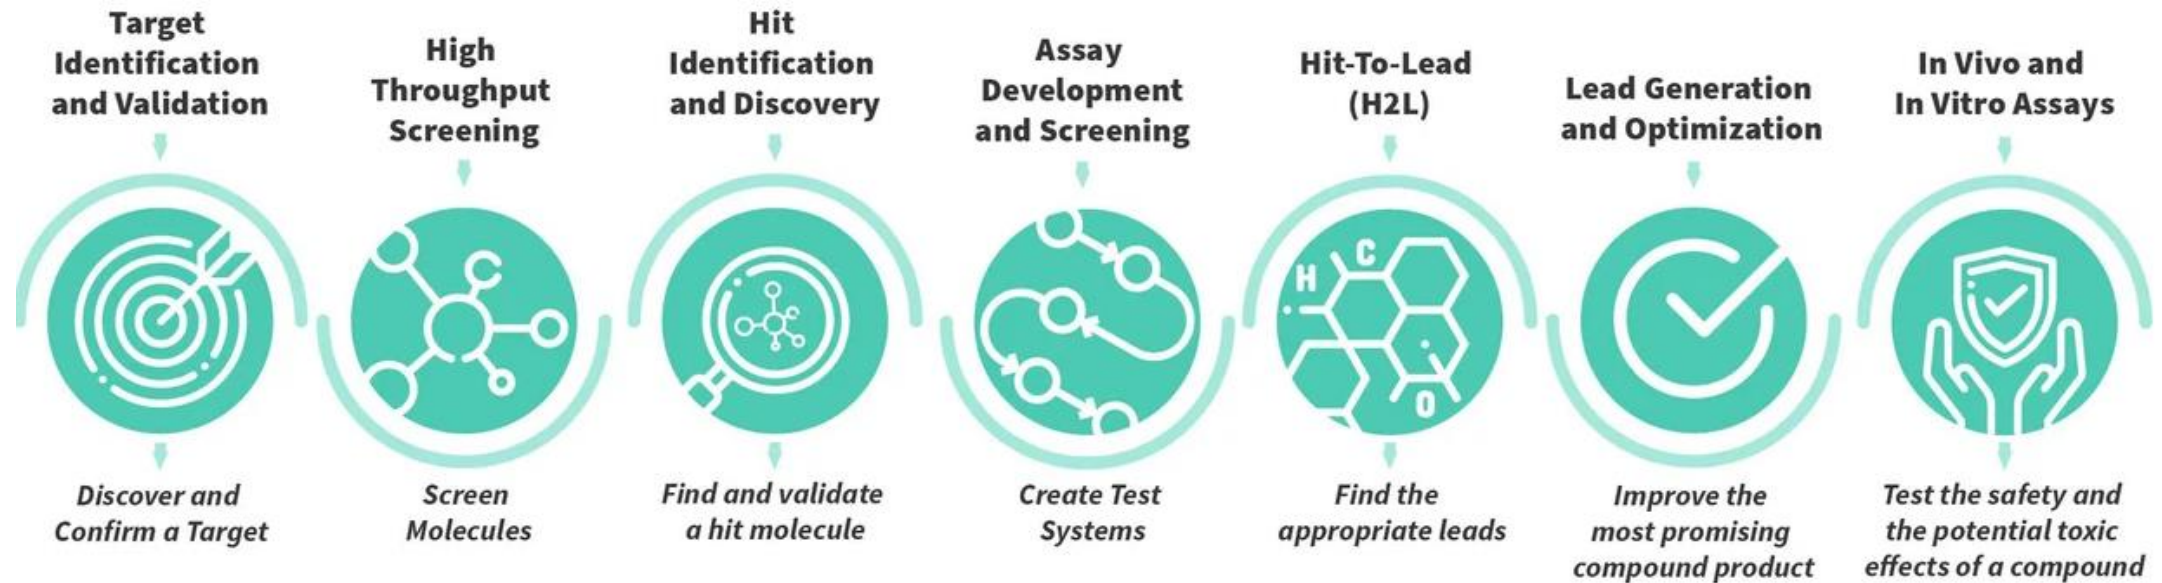 Target
Identification
and Validation
High
Throughput
Screening
Hit
Identification
and Discovery
Assay
Development
and Screening
Hit-To-Lead
(H2L)
Lead Generation
and Optimization
In Vivo and
In Vitro Assays
H
C
O
Discover and
Confirm a Target
Screen
Molecules
Find and validate
a hit molecule
Create Test
Systems
Find the
appropriate leads
Improve the
most promising
compound product
Test the safety and
the potential toxic
effects of a compound